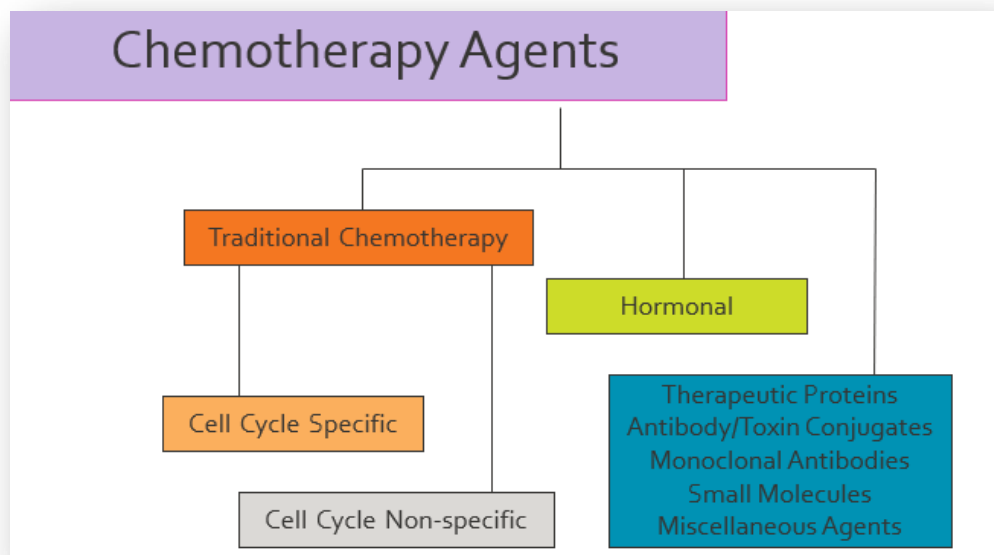 Chemotherapy Agents
Traditional Chemotherapy
Hormonal
Cell Cycle Specific
Cell Cycle Non-specific
Therapeutic Proteins
Antibody/Toxin Conjugates
Monoclonal Antibodies
Small Molecules
Miscellaneous Agents